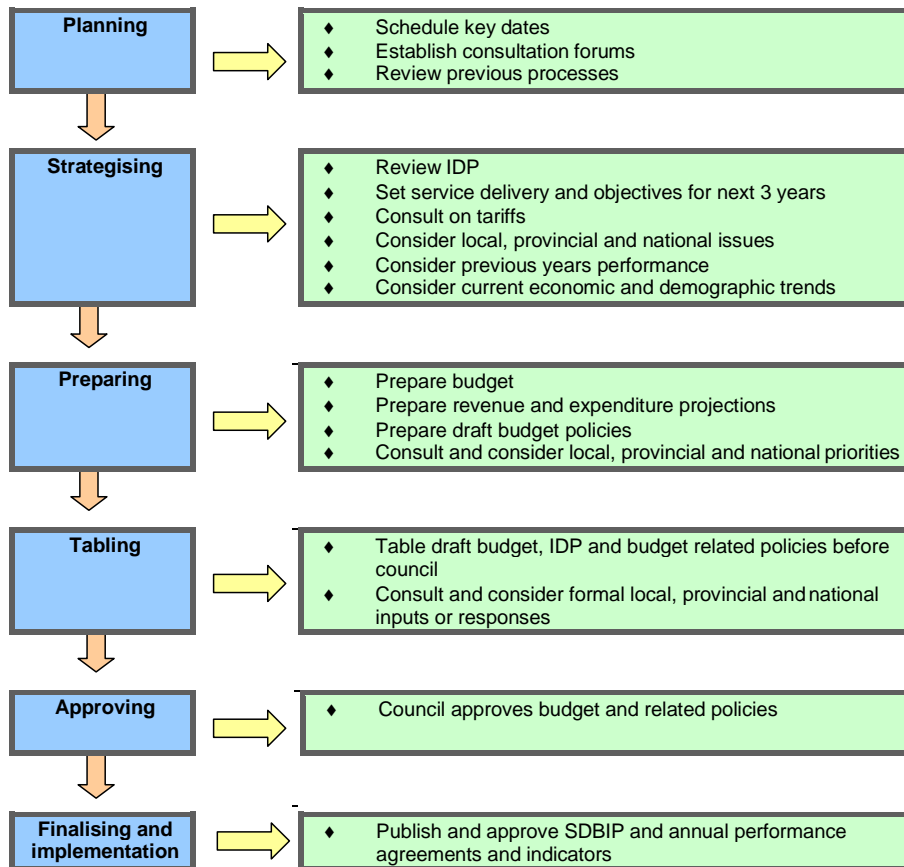 Planning
♦ Schedule key dates
♦ Establish consultation forums
♦ Review previous processes
Strategising
♦ Review IDP
♦ Set service delivery and objectives for next 3 years
♦ Consult on tariffs
♦ Consider local, provincial and national issues
♦ Consider previous years performance
♦ Consider current economic and demographic trends
Preparing
♦ Prepare budget
♦ Prepare revenue and expenditure projections
♦ Prepare draft budget policies
♦ Consult and consider local, provincial and national priorities
Tabling
♦ Table draft budget, IDP and budget related policies before
council
♦ Consult and consider formal local, provincial and national
inputs or responses
Approving
♦ Council approves budget and related policies
Finalising and
implementation
♦ Publish and approve SDBIP and annual performance
agreements and indicators